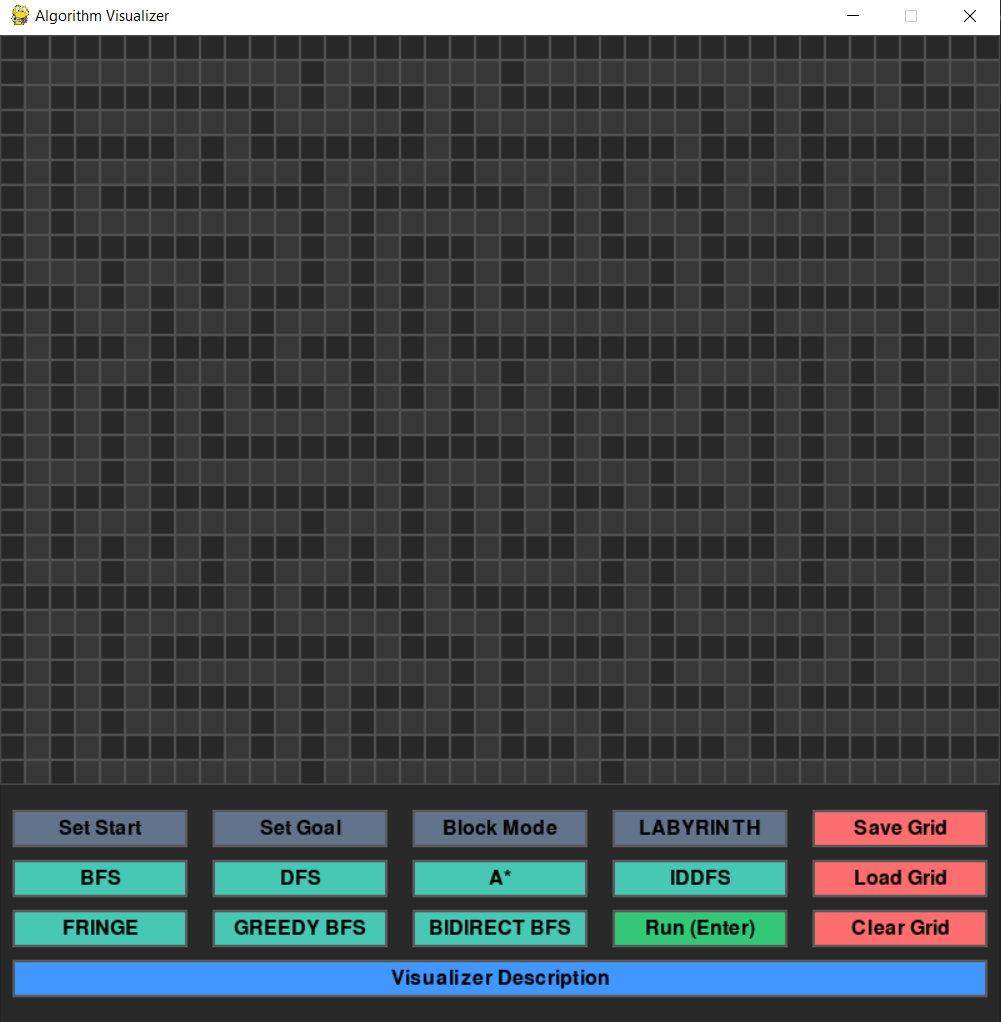 Algorithm Visualizer
Set Start Set Goal Block Mode LABYRINTH Save Grid
BFS DFS A* IDDFS Load Grid
FRINGE GREEDY BFS BIDIRECT BFS Run (Enter) Clear Grid
Visualizer Description